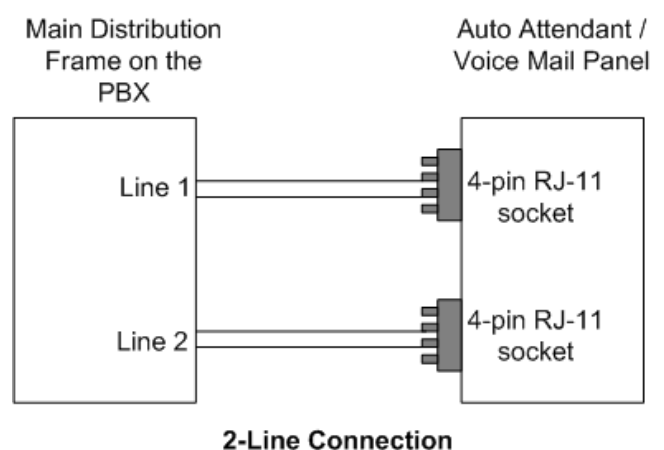 Main Distribution
Frame on the
PBX
Auto Attendant /
Voice Mail Panel
Line 1
4-pin RJ-11
socket
Line 2
4-pin RJ-11
socket
2-Line Connection